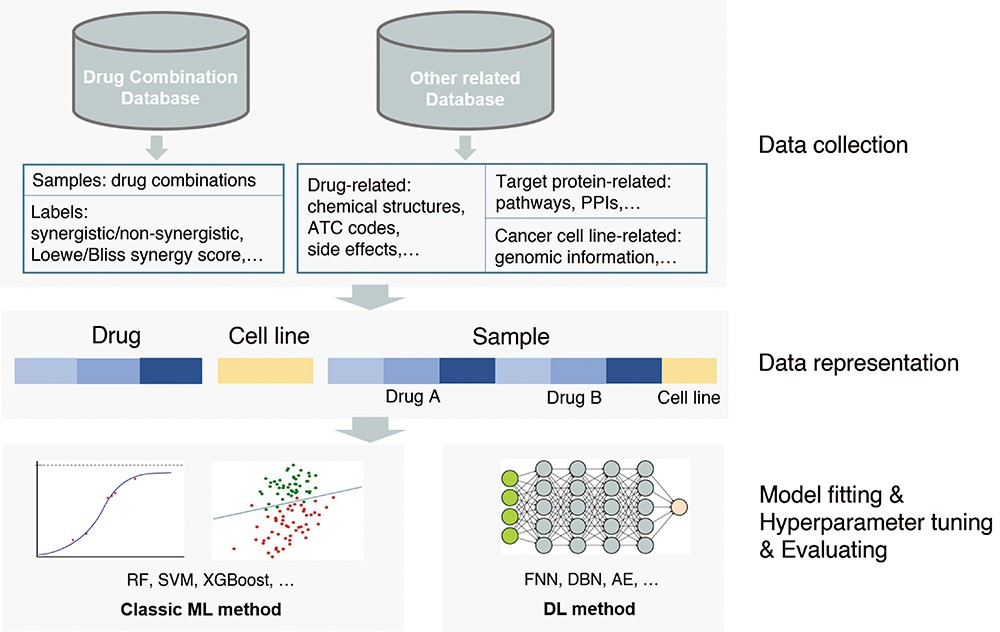 Drug Combination
Database
Other related
Database
Data collection
Samples: drug combinations
Labels:
synergistic/non-synergistic,
Loewe/Bliss synergy score,...
Drug-related:
chemical structures,
ATC codes,
side effects,...
Target protein-related:
pathways, PPIs,...
Cancer cell line-related:
genomic information,...
Drug
Cell line
Sample
Drug A
Drug B
Cell line
Data representation
RF, SVM, XGBoost, ...
Classic ML method
FNN, DBN, AE, ...
DL method
Model fitting &
Hyperparameter tuning
& Evaluating